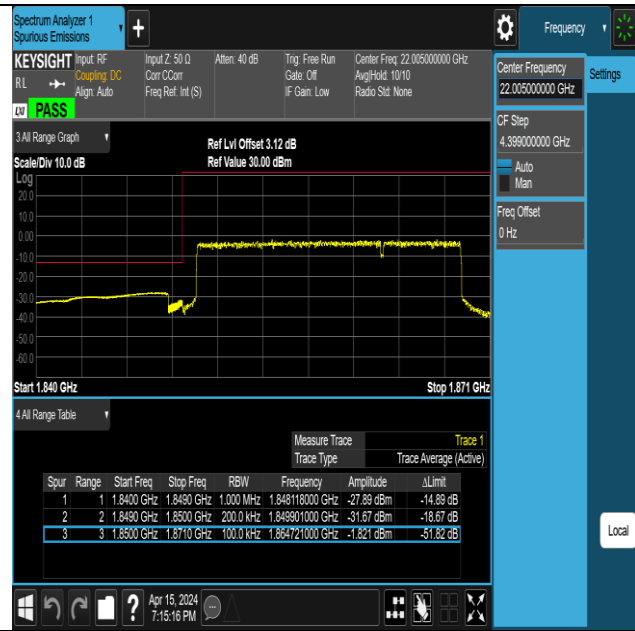 Spectrum Analyzer 1
Spurious Emissions
Frequency
KEYSIGHT Input: RF Input Z: 50 Ω Atten: 40 dB Trig: Free Run Center Freq: 22.005000000 GHz
RL Coupling: DC Corr CCorr Gate: Off Avg|Hold: 10/10
Align: Auto Freq Ref: Int (S) IF Gain: Low Radio Std: None
LXI PASS
Center Frequency
22.005000000 GHz
Settings
CF Step
4.399000000 GHz
Auto
Man
Freq Offset
0 Hz
3 All Range Graph
Ref Lvl Offset 3.12 dB
Scale/Div 10.0 dB Ref Value 30.00 dBm
Log
20.0
10.0
0.00
-10.0
-20.0
-30.0
-40.0
-50.0
-60.0
Start 1.840 GHz Stop 1.871 GHz
4 All Range Table
Measure Trace Trace 1
Trace Type Trace Average (Active)
Spur Range Start Freq Stop Freq RBW Frequency Amplitude ΔLimit
1 1 1.8400 GHz 1.8490 GHz 1.000 MHz 1.848118000 GHz -27.89 dBm -14.89 dB
2 2 1.8490 GHz 1.8500 GHz 200.0 kHz 1.849901000 GHz -31.67 dBm -18.67 dB
3 3 1.8500 GHz 1.8710 GHz 100.0 kHz 1.864721000 GHz -1.821 dBm -51.82 dB
Local
Apr 15, 2024
7:15:16 PM